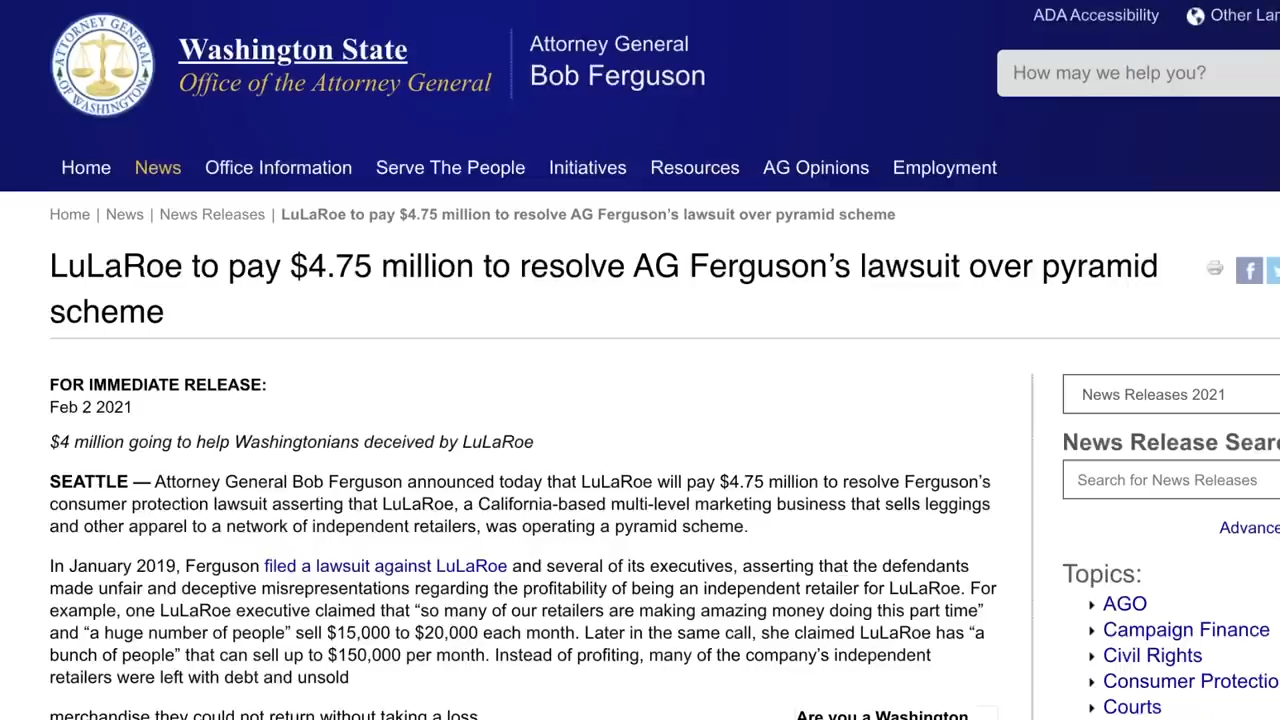 ADA Accessibility
Other Lan
ATTORNEY GENERAL OF WASHINGTON
Washington State
Office of the Attorney General
Attorney General
Bob Ferguson
How may we help you?
Home News Office Information Serve The People Initiatives Resources AG Opinions Employment
Home | News | News Releases | LuLaRoe to pay $4.75 million to resolve AG Ferguson’s lawsuit over pyramid scheme
LuLaRoe to pay $4.75 million to resolve AG Ferguson’s lawsuit over pyramid
scheme
f
FOR IMMEDIATE RELEASE:
Feb 2 2021
$4 million going to help Washingtonians deceived by LuLaRoe
SEATTLE — Attorney General Bob Ferguson announced today that LuLaRoe will pay $4.75 million to resolve Ferguson’s
consumer protection lawsuit asserting that LuLaRoe, a California-based multi-level marketing business that sells leggings
and other apparel to a network of independent retailers, was operating a pyramid scheme.
In January 2019, Ferguson filed a lawsuit against LuLaRoe and several of its executives, asserting that the defendants
made unfair and deceptive misrepresentations regarding the profitability of being an independent retailer for LuLaRoe. For
example, one LuLaRoe executive claimed that “so many of our retailers are making amazing money doing this part time”
and “a huge number of people” sell $15,000 to $20,000 each month. Later in the same call, she claimed LuLaRoe has “a
bunch of people” that can sell up to $150,000 per month. Instead of profiting, many of the company’s independent
retailers were left with debt and unsold
merchandise they could not return without taking a loss.
Are you a Washington
News Releases 2021
News Release Sear
Search for News Releases
Advance
Topics:
AGO
Campaign Finance
Civil Rights
Consumer Protectio
Courts